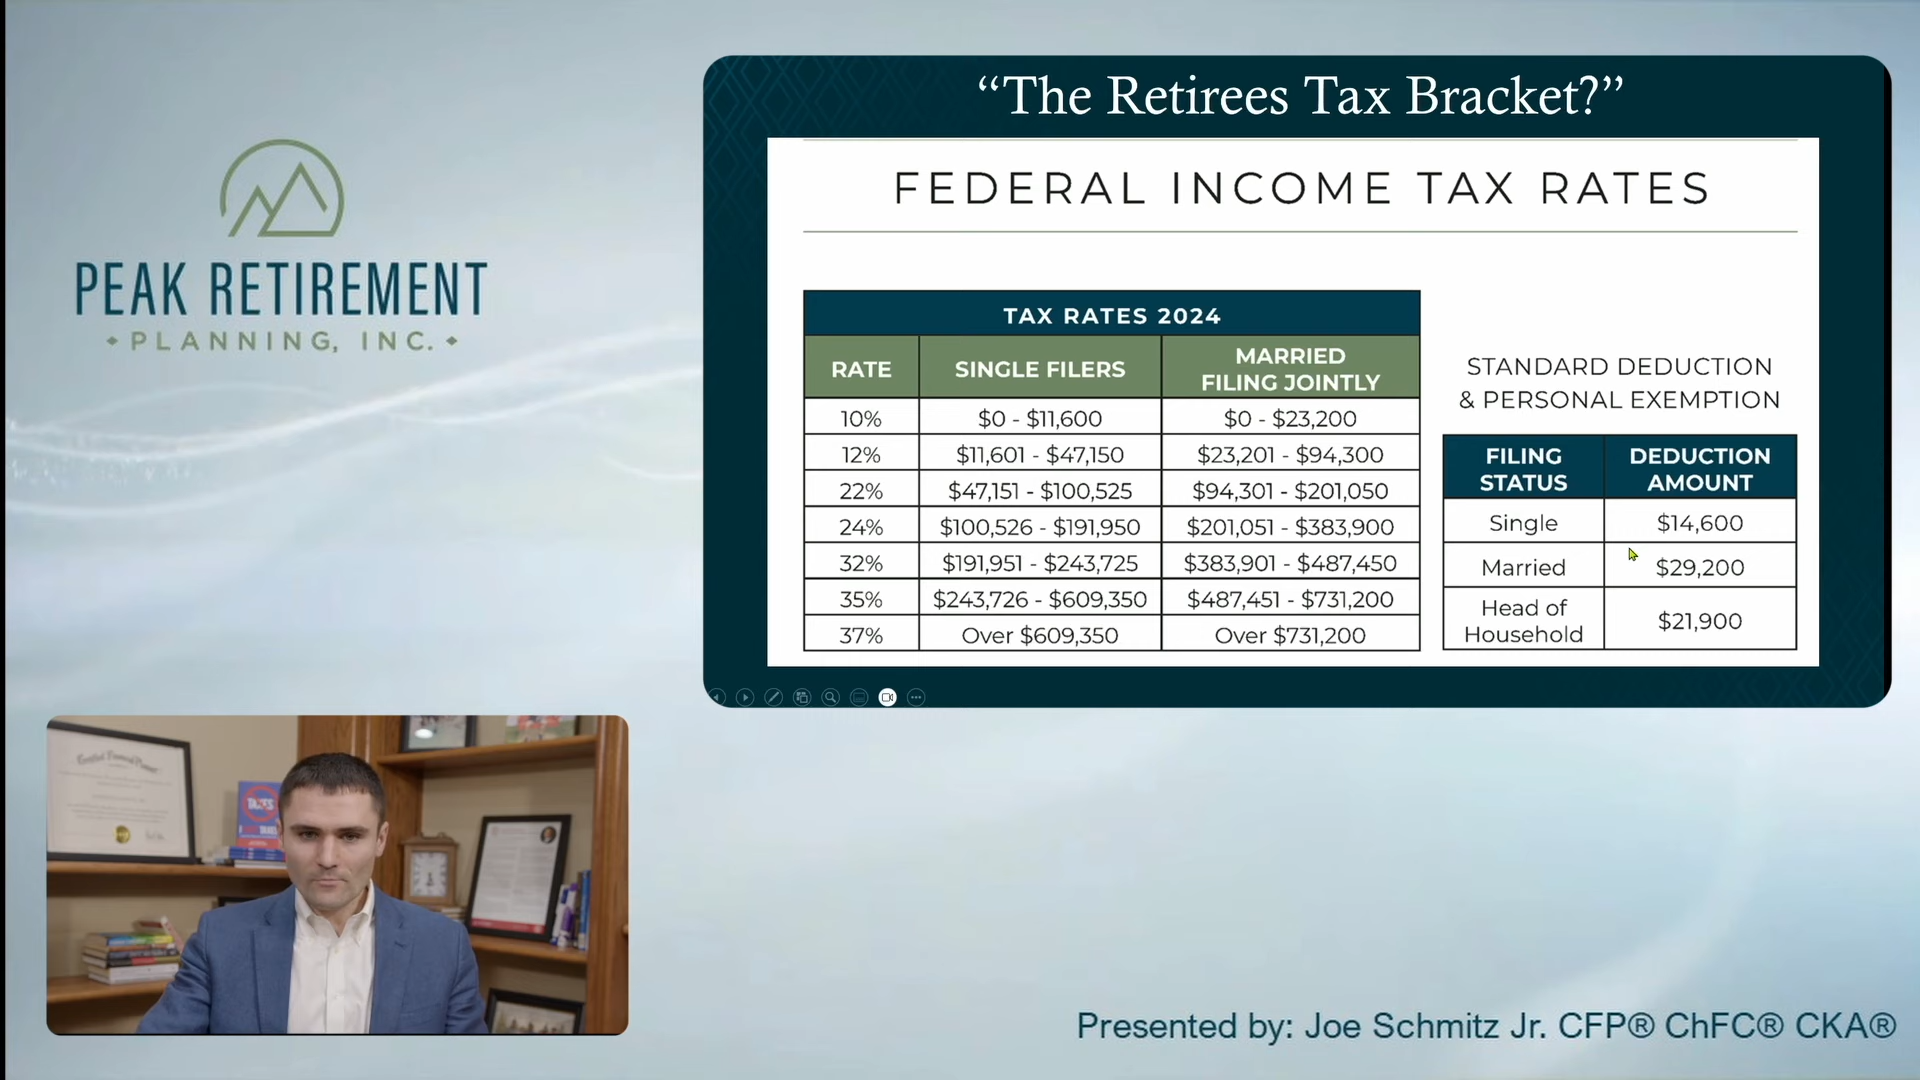 PEAK RETIREMENT
PLANNING, INC.
“The Retirees Tax Bracket?”
FEDERAL INCOME TAX RATES
TAX RATES 2024
RATE SINGLE FILERS MARRIED FILING JOINTLY
10% $0 - $11,600 $0 - $23,200
12% $11,601 - $47,150 $23,201 - $94,300
22% $47,151 - $100,525 $94,301 - $201,050
24% $100,526 - $191,950 $201,051 - $383,900
32% $191,951 - $243,725 $383,901 - $487,450
35% $243,726 - $609,350 $487,451 - $731,200
37% Over $609,350 Over $731,200
STANDARD DEDUCTION
& PERSONAL EXEMPTION
FILING STATUS DEDUCTION AMOUNT
Single $14,600
Married $29,200
Head of Household $21,900
Certified Financial Planner
TAXES
Presented by: Joe Schmitz Jr. CFP® ChFC® CKA®